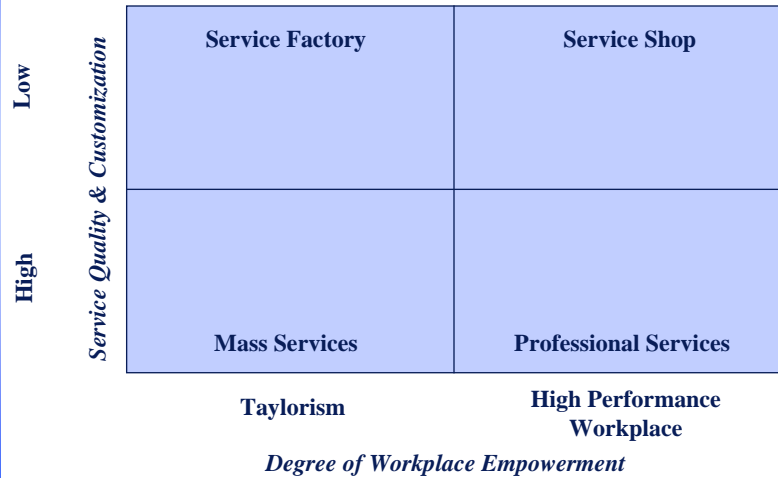 Service Factory
Service Shop
Low
High
Service Quality & Customization
Mass Services
Professional Services
Taylorism
High Performance
Workplace
Degree of Workplace Empowerment